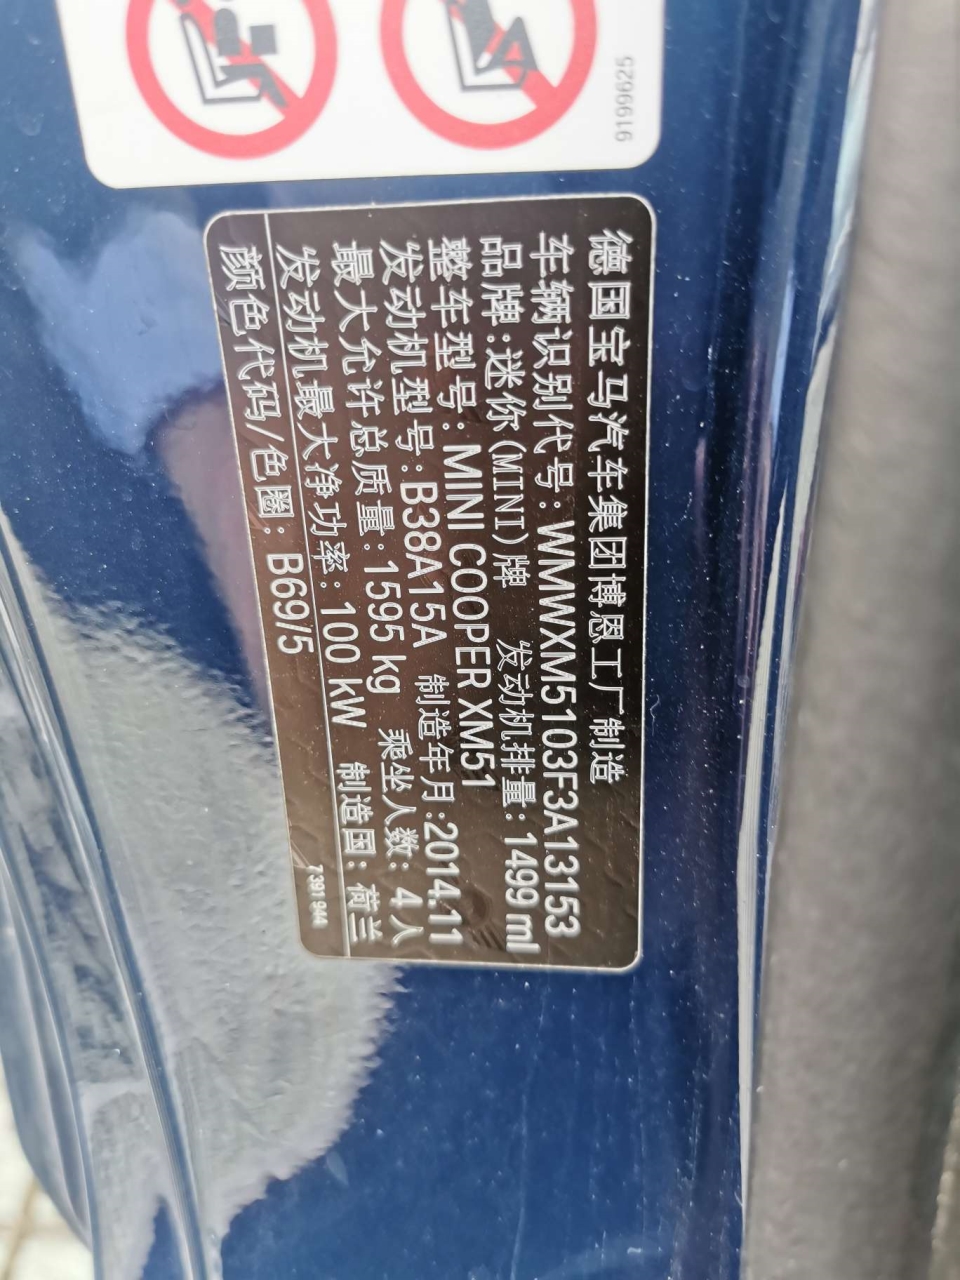 9199625
德国宝马汽车集团博恩工厂制造
车辆识别代号:WMWXM5103F3A13153
品牌:迷你(MINI)牌 发动机排量:1499 ml
整车型号:MINI COOPER XM51
发动机型号:B38A15A 制造年月:2014.11
最大允许总质量:1595 kg 乘坐人数:4人
发动机最大净功率:100 kW 制造国:荷兰
颜色代码/色圈:B69/5
7 391 944